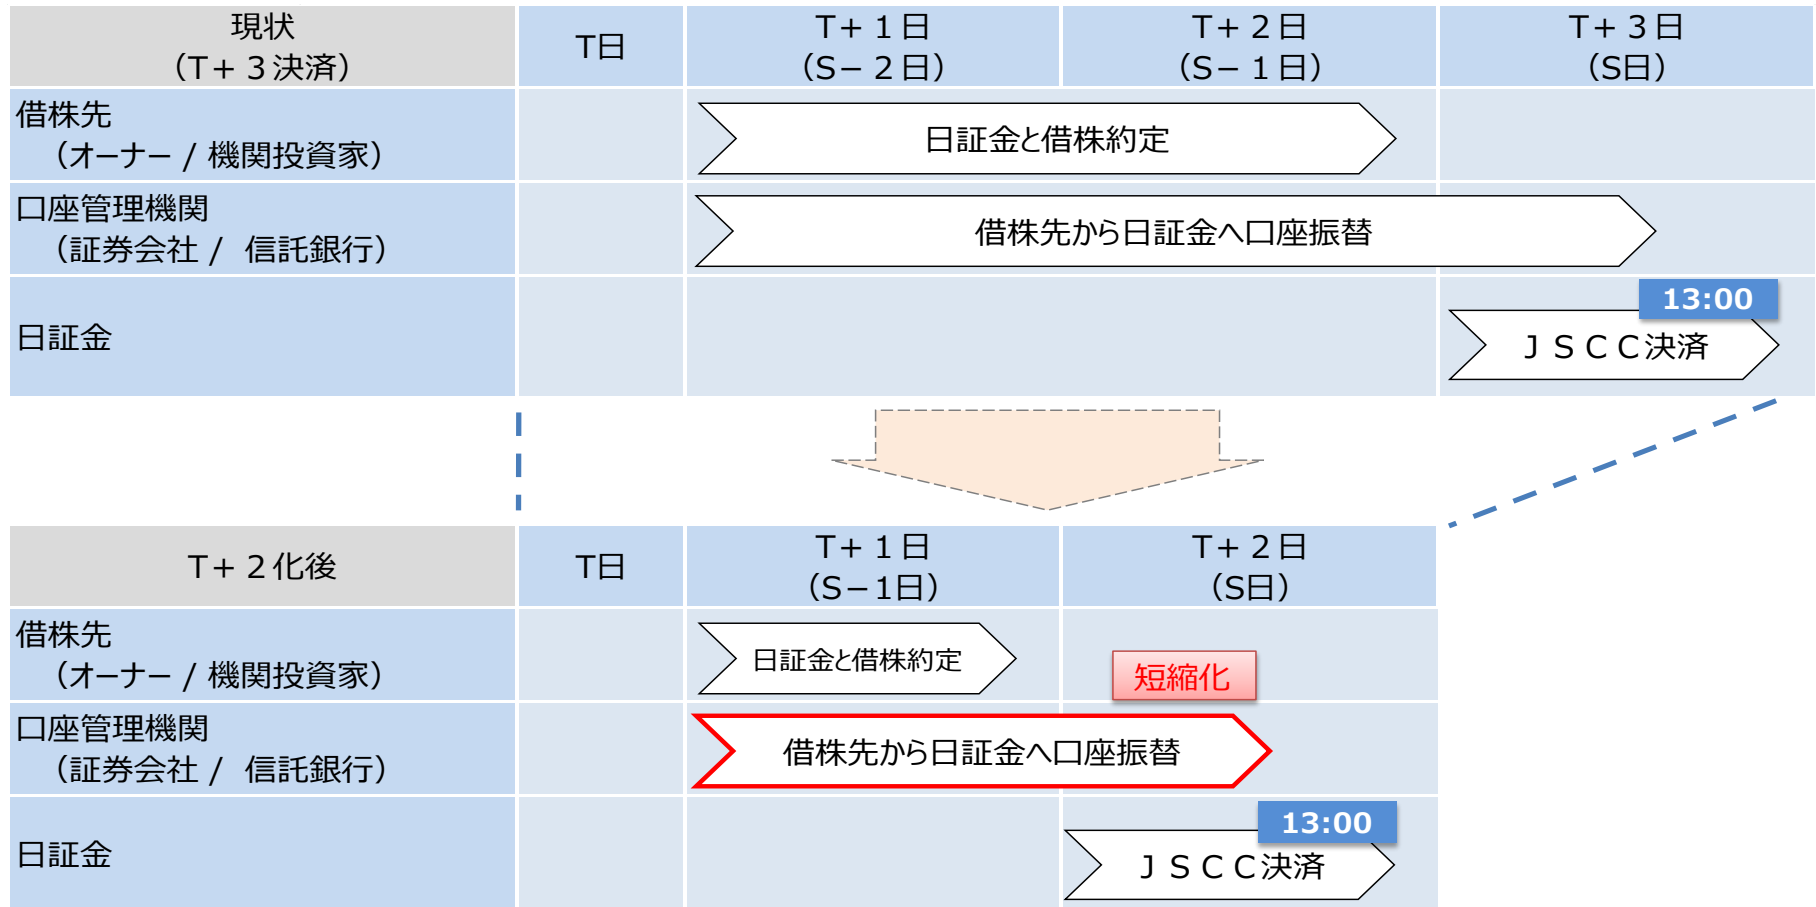 現状
（T＋３決済）
T日
T＋１日
（S－２日）
T＋２日
（S－１日）
T＋３日
（S日）
借株先
（オーナー / 機関投資家）
日証金と借株約定
口座管理機関
（証券会社 / 信託銀行）
借株先から日証金へ口座振替
日証金
13:00
ＪＳＣＣ決済
T＋２化後
T日
T＋１日
（S－1日）
T＋２日
（S日）
借株先
（オーナー / 機関投資家）
日証金と借株約定
短縮化
口座管理機関
（証券会社 / 信託銀行）
借株先から日証金へ口座振替
日証金
13:00
ＪＳＣＣ決済